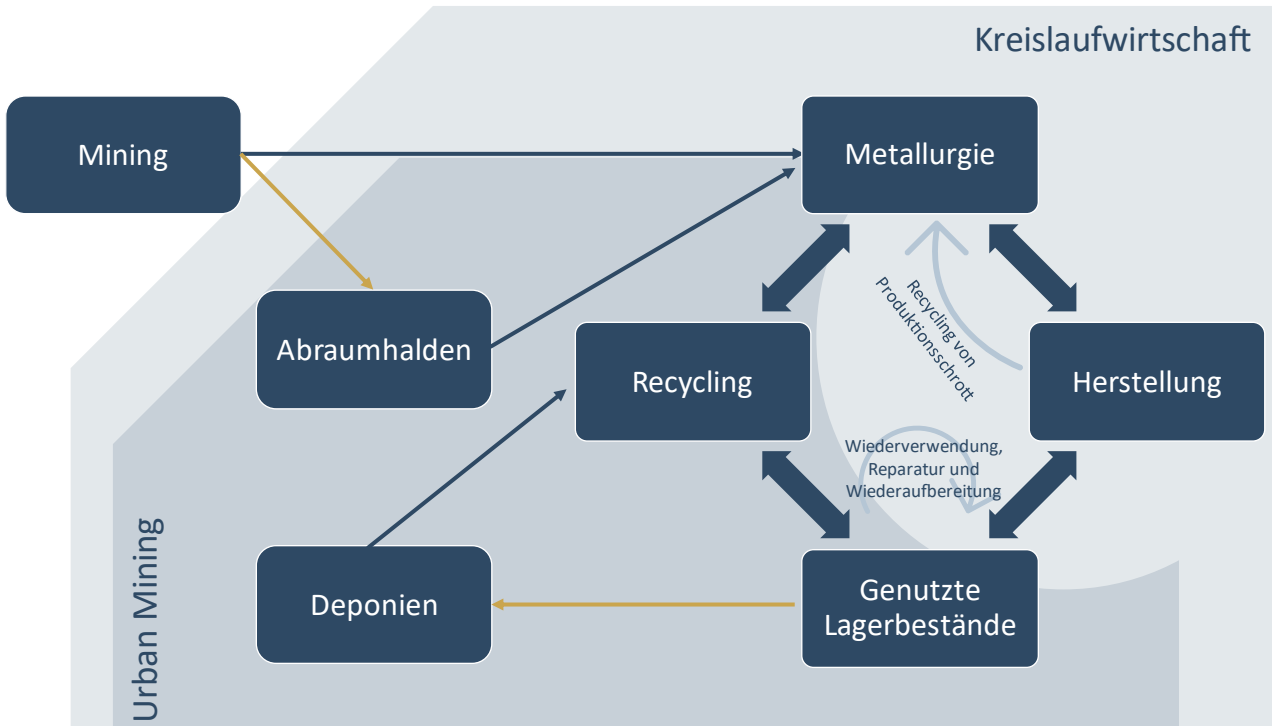 Kreislaufwirtschaft
Mining
Metallurgie
Abraumhalden
Recycling
Recycling von
Produktionsschrott
Herstellung
Wiederverwendung,
Reparatur und
Wiederaufbereitung
Urban Mining
Deponien
Genutzte
Lagerbestände